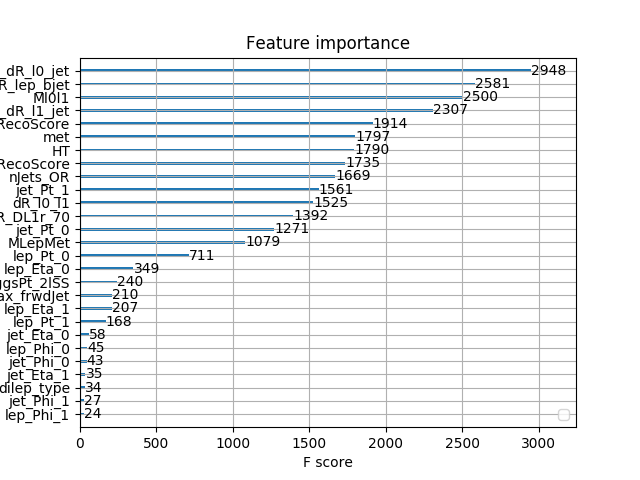 Feature importance
dR_l0_jet 2948
R_lep_bjet 2581
Ml0l1 2500
dR_l1_jet 2307
RecoScore 1914
met 1797
HT 1790
RecoScore 1735
nJets_OR 1669
jet_Pt_1 1561
dR_l0_l1 1525
R_DL1r_70 1392
jet_Pt_0 1271
MLepMet 1079
lep_Pt_0 711
lep_Eta_0 349
ggsPt_2lSS 240
ax_frwdJet 210
lep_Eta_1 207
lep_Pt_1 168
jet_Eta_0 58
lep_Phi_0 45
jet_Phi_0 43
jet_Eta_1 35
dilep_type 34
jet_Phi_1 27
lep_Phi_1 24
0 500 1000 1500 2000 2500 3000
F score